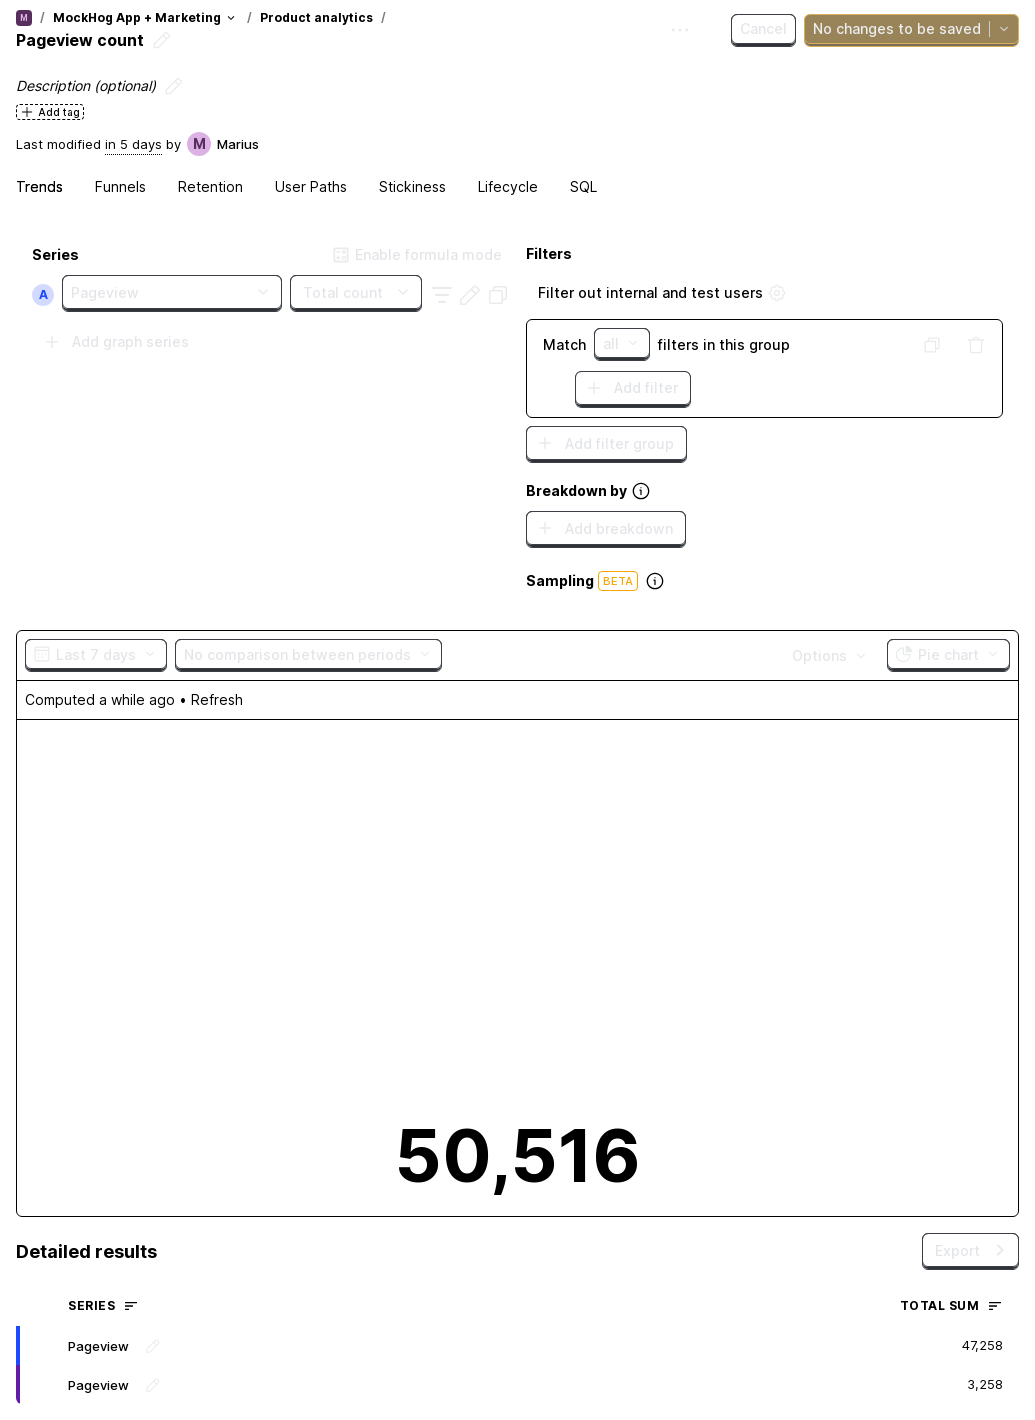 M / MockHog App + Marketing / Product analytics /
Pageview count
Cancel
No changes to be saved
Description (optional)
Add tag
Last modified in 5 days by M Marius
Trends Funnels Retention User Paths Stickiness Lifecycle SQL
Series
Enable formula mode
A Pageview Total count
Add graph series
Filters
Filter out internal and test users
Match all filters in this group
Add filter
Add filter group
Breakdown by
Add breakdown
Sampling BETA
Last 7 days No comparison between periods Options Pie chart
Computed a while ago • Refresh
50,516
Detailed results
Export
SERIES TOTAL SUM
Pageview 47,258
Pageview 3,258